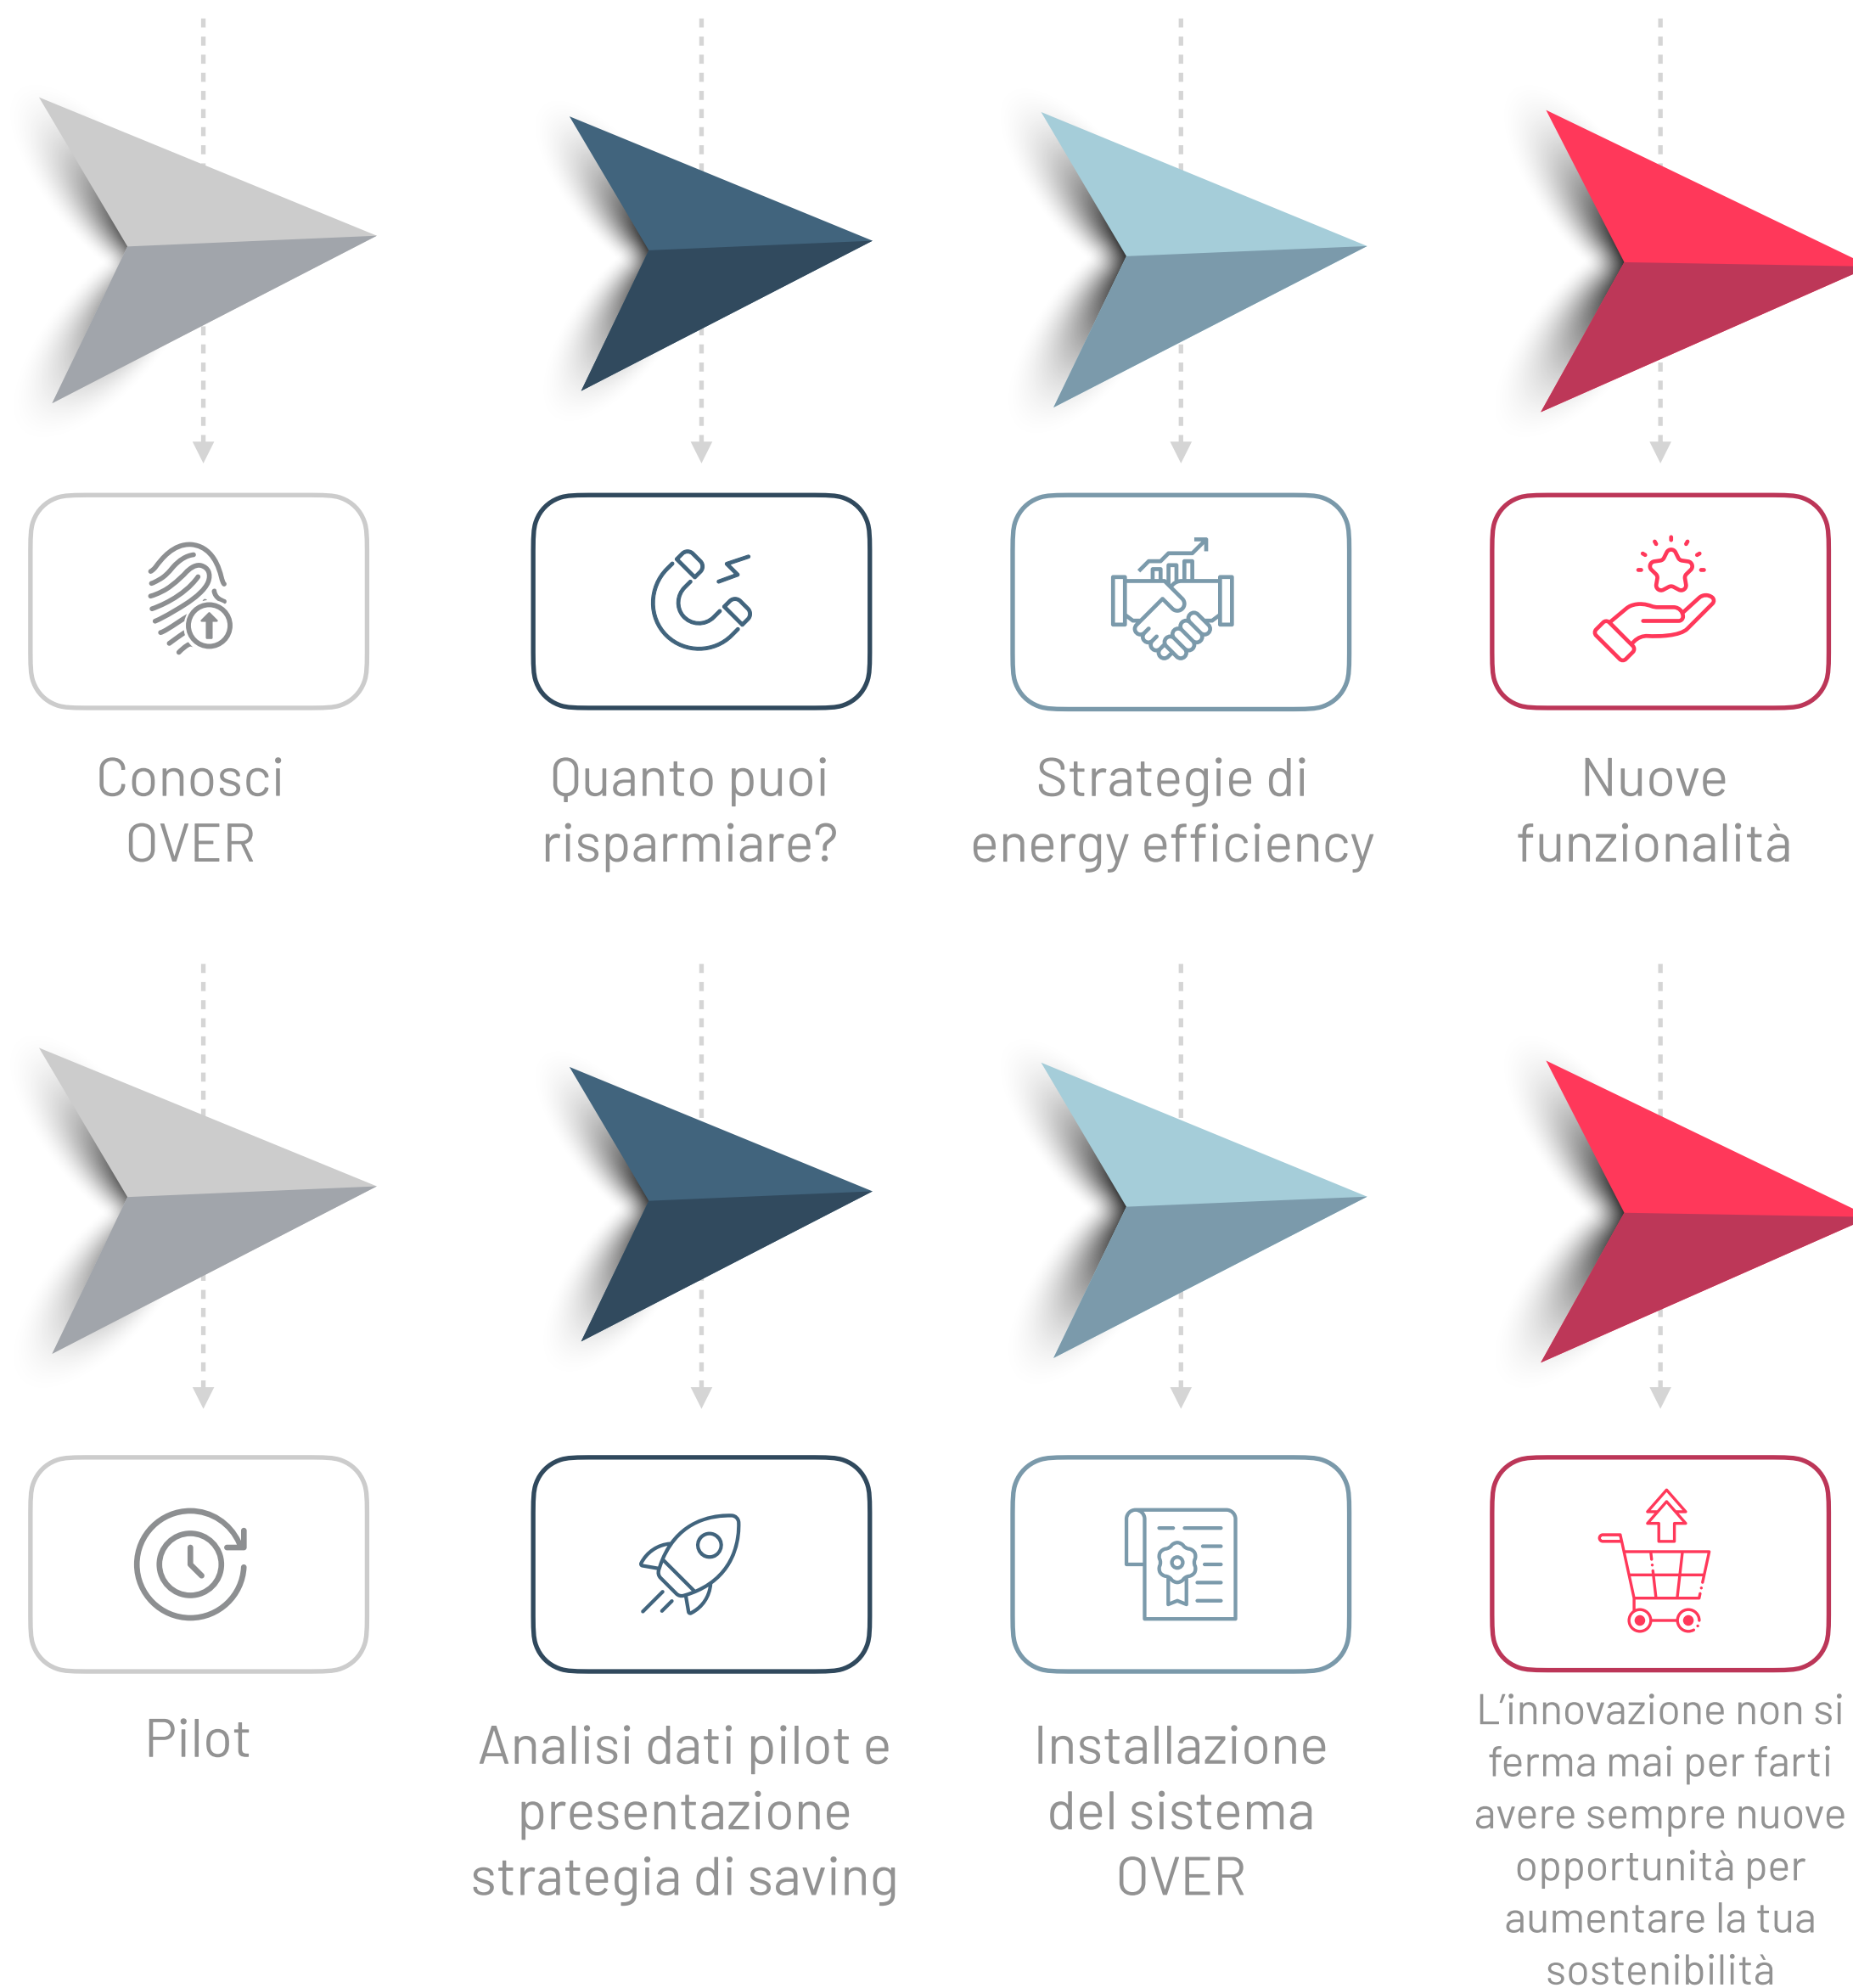 Conosci
OVER
Quanto puoi
risparmiare?
Strategie di
energy efficiency
Nuove
funzionalità
Pilot
Analisi dati pilot e
presentazione
strategia di saving
Installazione
del sistema
OVER
L'innovazione non si
ferma mai per farti
avere sempre nuove
opportunità per
aumentare la tua
sostenibilità